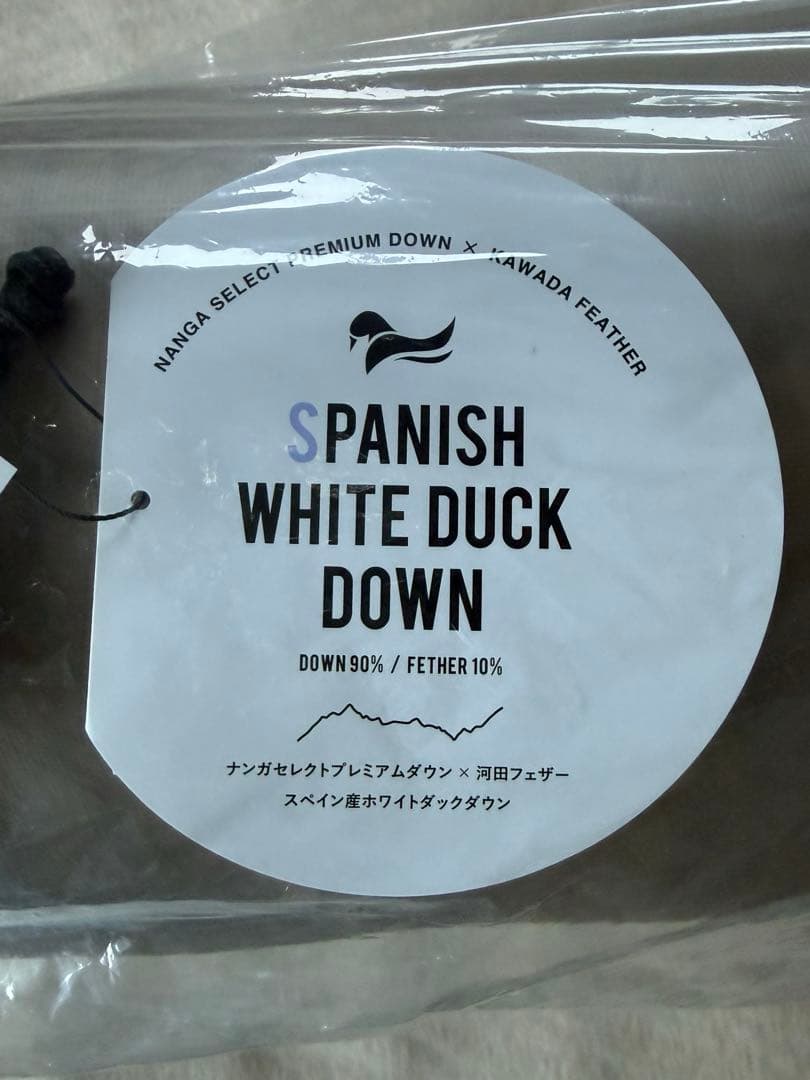 NANGA SELECT PREMIUM DOWN × KAWADA FEATHER
SPANISH
WHITE DUCK
DOWN
DOWN 90% / FETHER 10%
ナンガセレクトプレミアムダウン × 河田フェザー
スペイン産ホワイトダックダウン